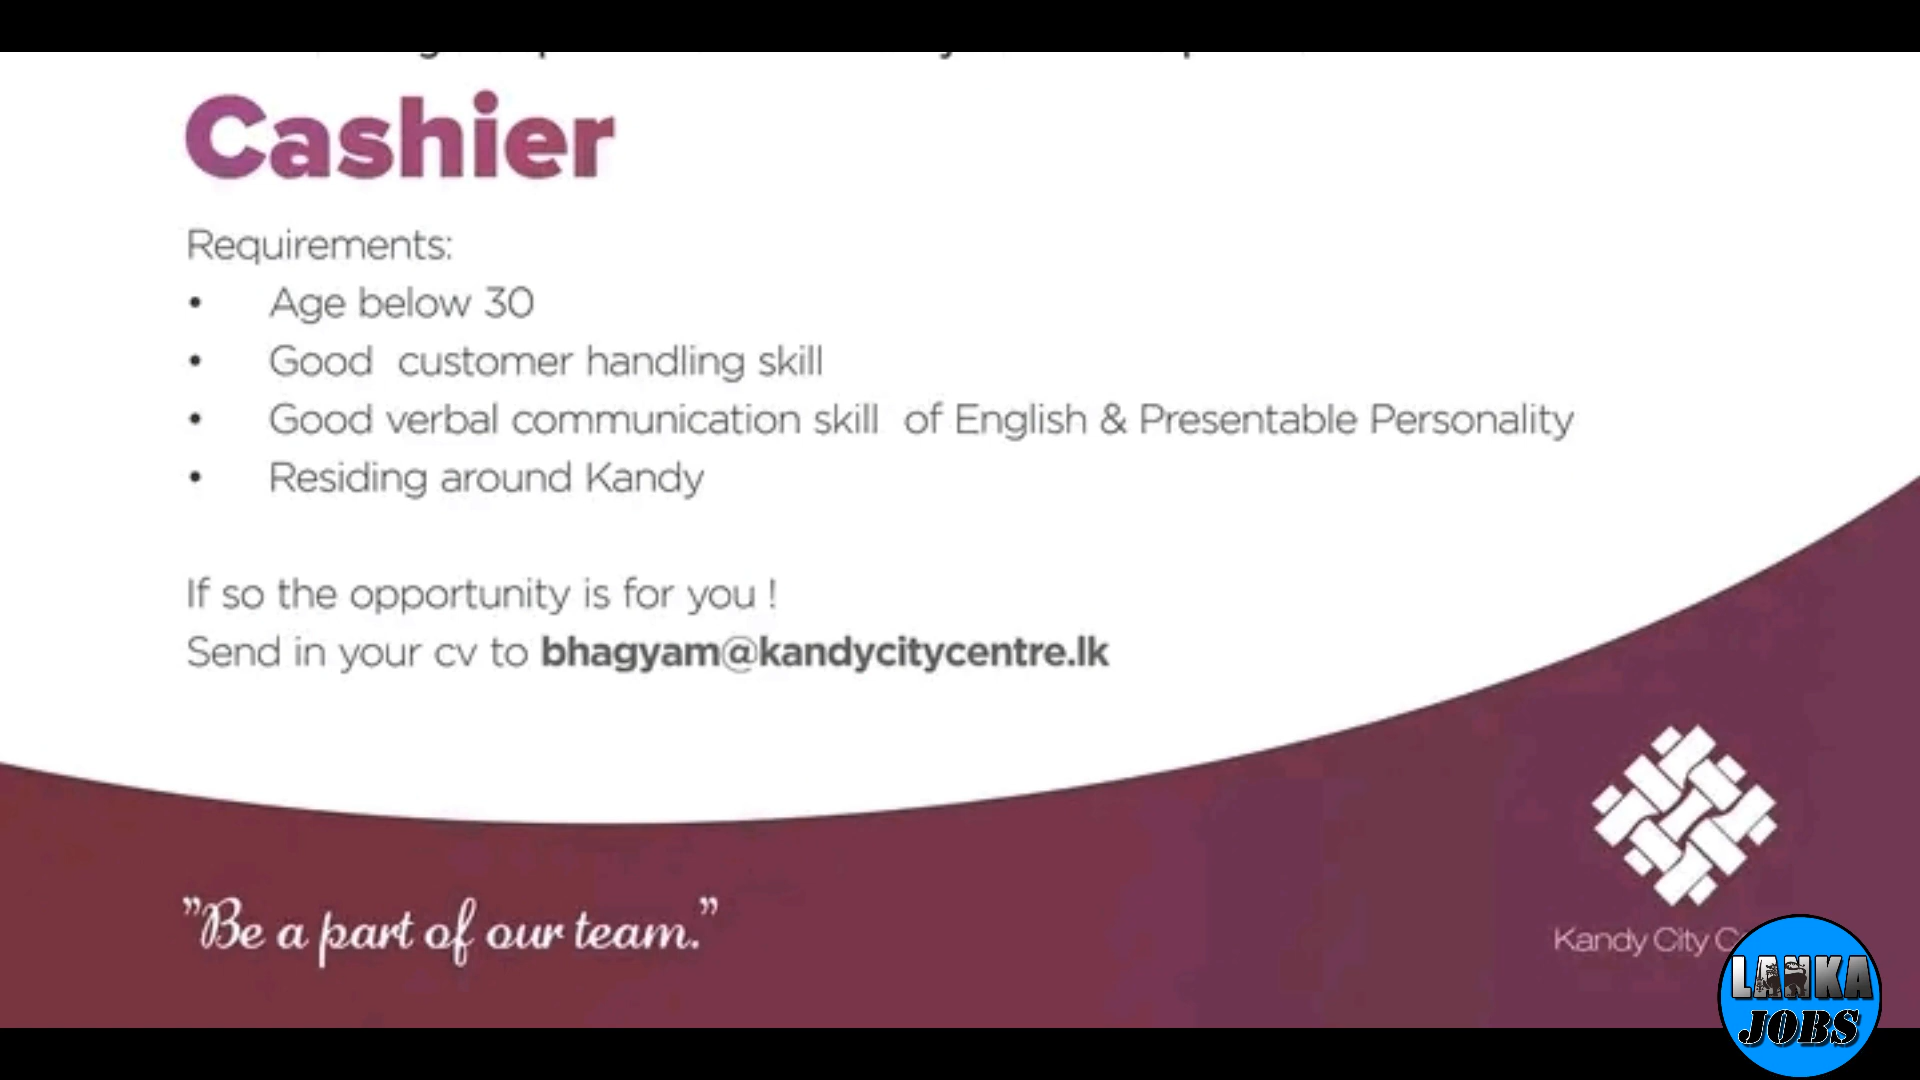 Cashier
Requirements:
• Age below 30
• Good customer handling skill
• Good verbal communication skill of English & Presentable Personality
• Residing around Kandy
If so the opportunity is for you !
Send in your cv to bhagyam@kandycitycentre.lk
"Be a part of our team."
Kandy City
LANKA
JOBS